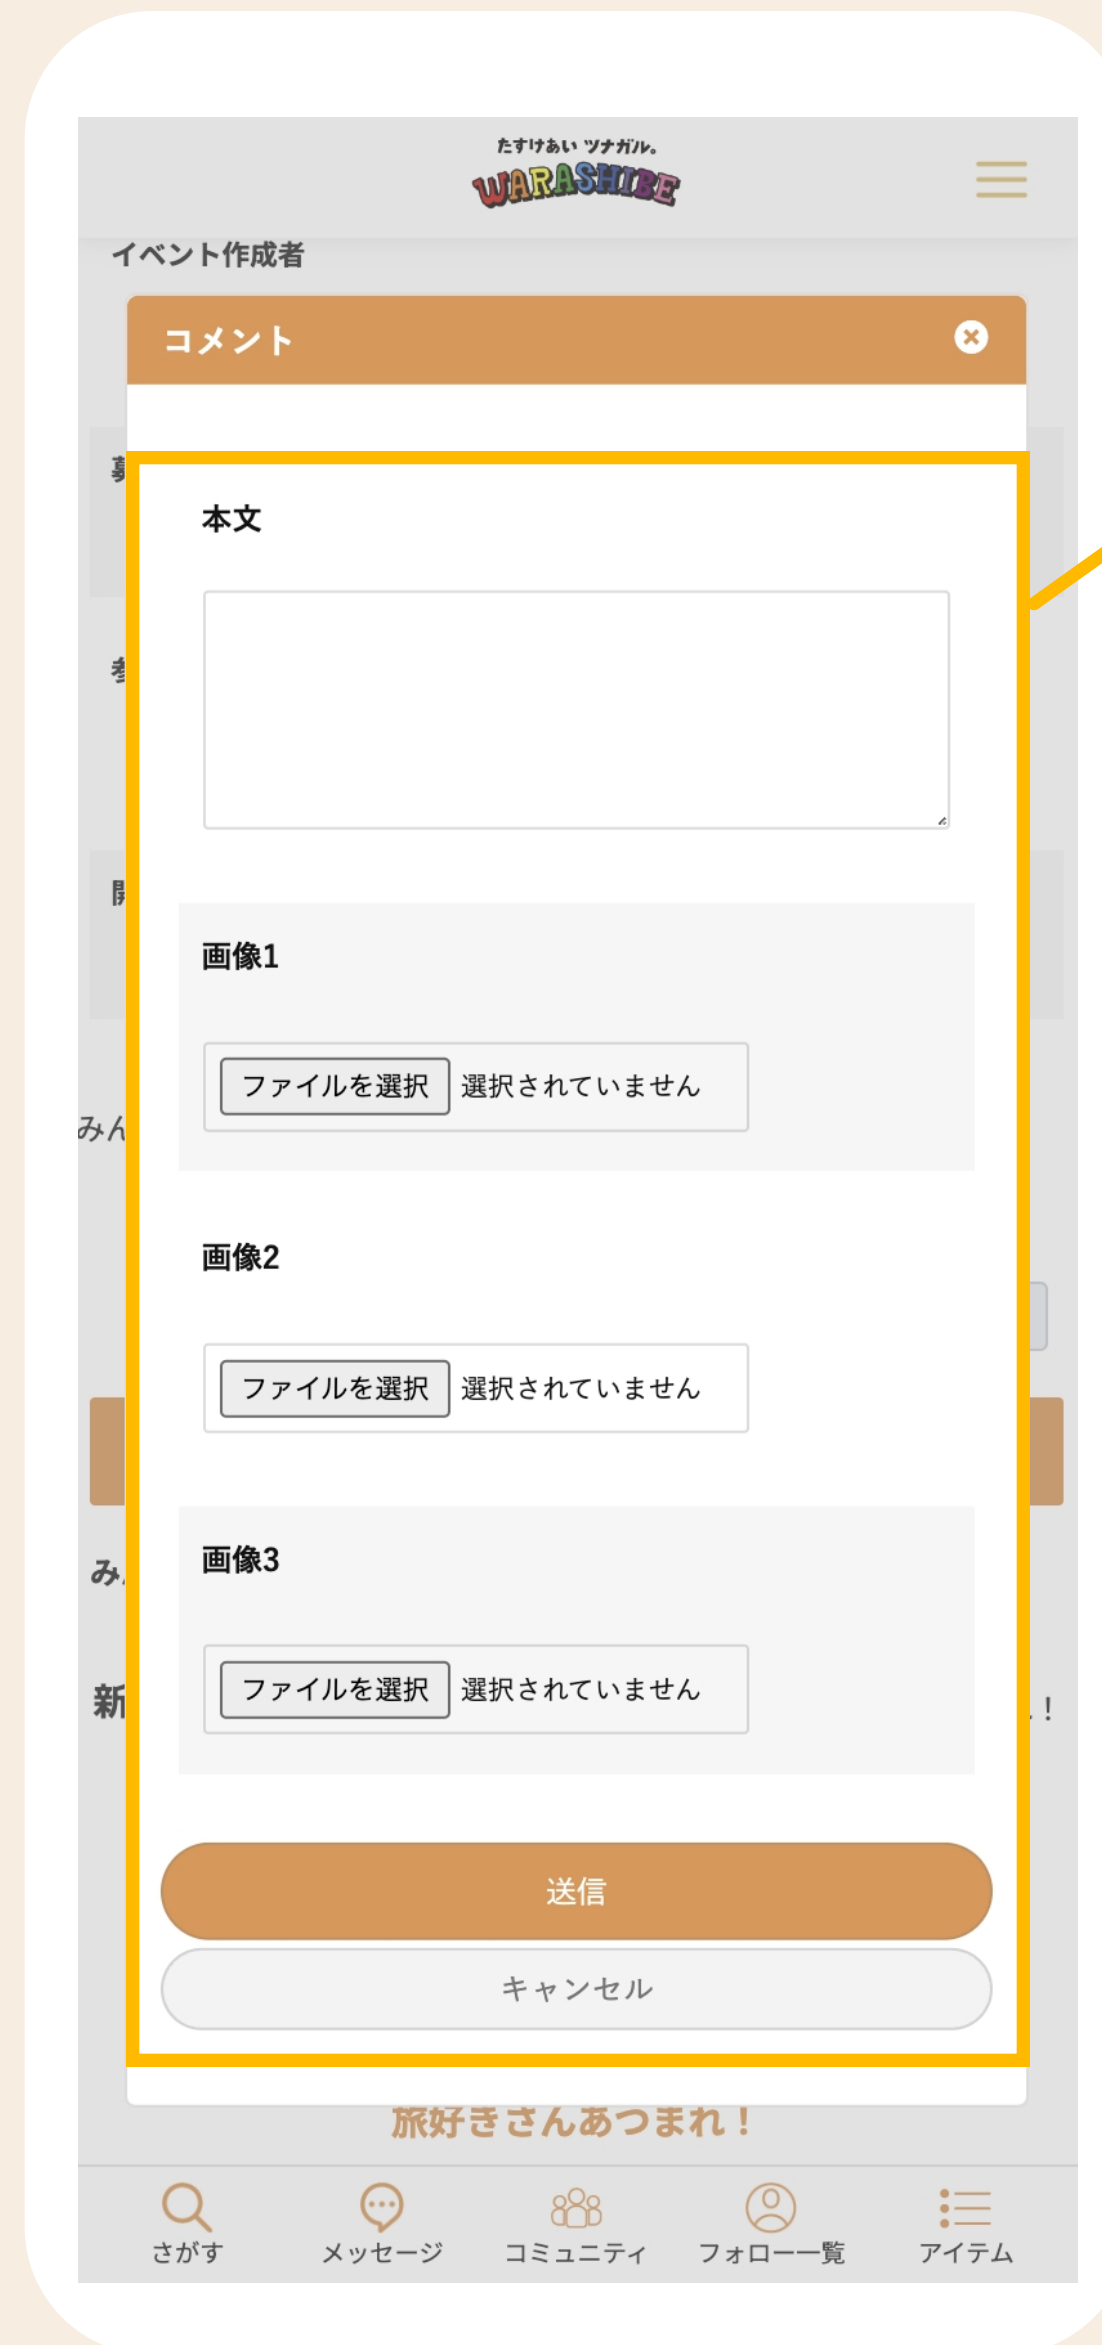 たすけあい ツナガル。
WARASHIBE
イベント作成者
コメント
本文
画像1
ファイルを選択 選択されていません
みん
画像2
ファイルを選択 選択されていません
み
画像3
ファイルを選択 選択されていません
新
！
送信
キャンセル
旅好きさんあつまれ！
さがす メッセージ コミュニティ フォロー一覧 アイテム